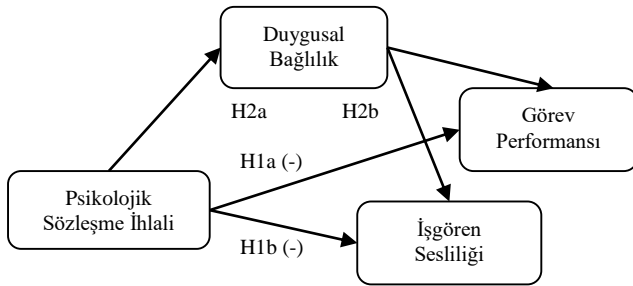 Duygusal
Bağlılık
H2a
H2b
Görev
Performansı
H1a (-)
Psikolojik
Sözleşme İhlali
H1b (-)
İşgören
Sesliliği